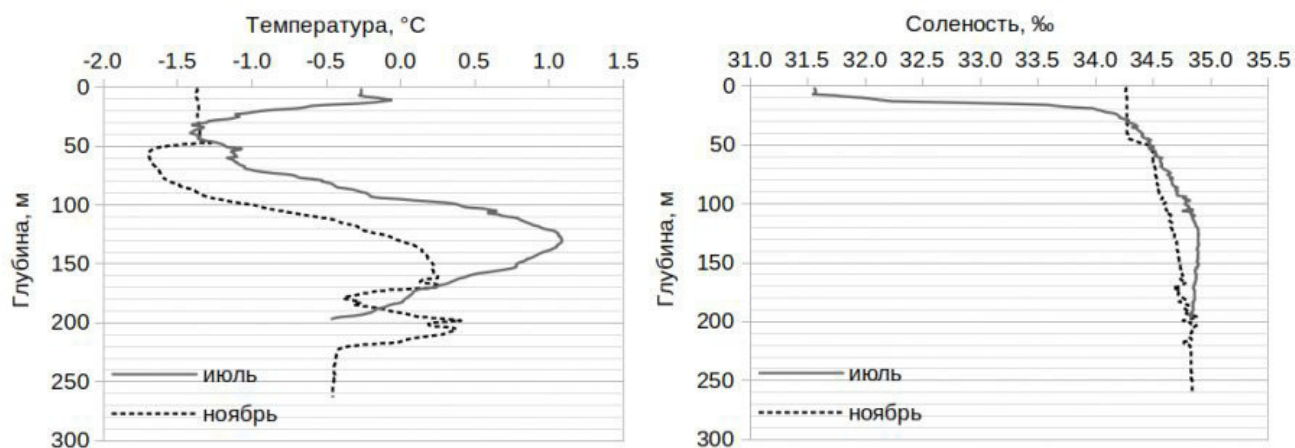 Температура, °C
-2.0 -1.5 -1.0 -0.5 0.0 0.5 1.0 1.5
0
50
100
150
200
250
300
Глубина, м
июль
ноябрь
Соленость, ‰
31.0 31.5 32.0 32.5 33.0 33.5 34.0 34.5 35.0 35.5
0
50
100
150
200
250
300
Глубина, м
июль
ноябрь